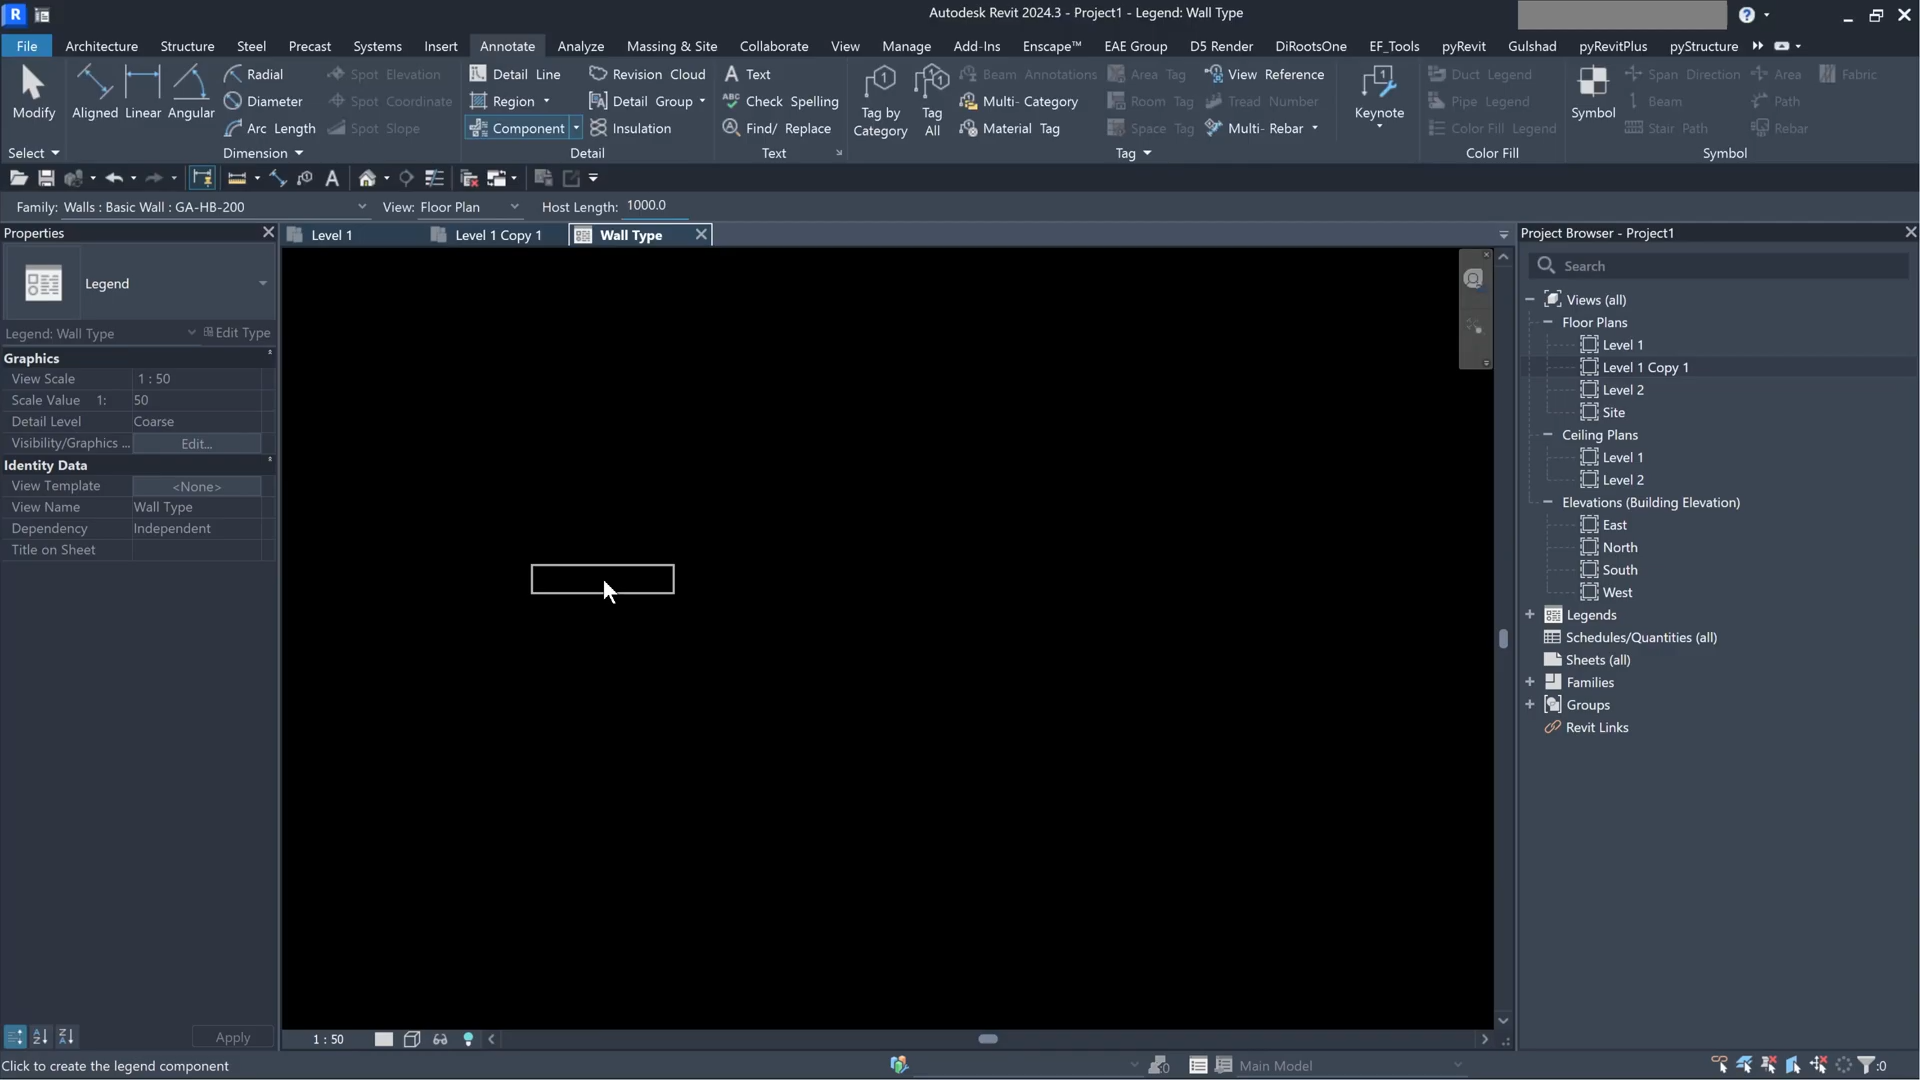 Autodesk Revit 2024.3 - Project1 - Legend: Wall Type
File Architecture Structure Steel Precast Systems Insert Annotate Analyze Massing & Site Collaborate View Manage Add-Ins Enscape™ EAE Group D5 Render DiRootsOne EF_Tools pyRevit Gulshad pyRevitPlus pyStructure
Modify
Select
Aligned Linear Angular
Radial
Diameter
Arc Length
Spot Elevation
Spot Coordinate
Spot Slope
Dimension
Detail Line
Region
Component
Revision Cloud
Detail Group
Insulation
Detail
Text
Check Spelling
Find/ Replace
Text
Tag by Category
Tag All
Beam Annotations
Multi- Category
Material Tag
Area Tag
Room Tag
Space Tag
View Reference
Tread Number
Multi- Rebar
Tag
Keynote
Duct Legend
Pipe Legend
Color Fill Legend
Color Fill
Symbol
Span Direction
Beam
Stair Path
Area
Path
Rebar
Fabric
Symbol
Family: Walls : Basic Wall : GA-HB-200 View: Floor Plan Host Length: 1000.0
Properties
Legend
Legend: Wall Type Edit Type
Graphics
View Scale 1 : 50
Scale Value 1: 50
Detail Level Coarse
Visibility/Graphics ... Edit...
Identity Data
View Template <None>
View Name Wall Type
Dependency Independent
Title on Sheet
Apply
Level 1 Level 1 Copy 1 Wall Type
1 : 50
Project Browser - Project1
Search
Views (all)
Floor Plans
Level 1
Level 1 Copy 1
Level 2
Site
Ceiling Plans
Level 1
Level 2
Elevations (Building Elevation)
East
North
South
West
Legends
Schedules/Quantities (all)
Sheets (all)
Families
Groups
Revit Links
Click to create the legend component
:0
Main Model
:0